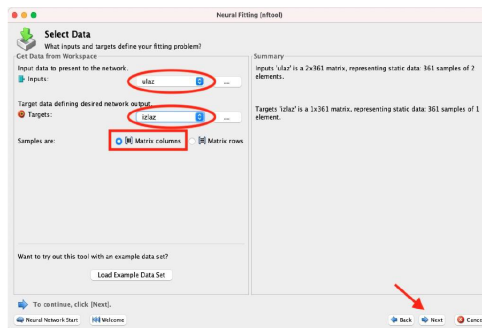 Neural Fitting (nftool)
Select Data
What inputs and targets define your fitting problem?
Get Data from Workspace
Input data to present to the network.
Inputs: ulaz ...
Target data defining desired network output.
Targets: izlaz ...
Samples are: Matrix columns Matrix rows
Want to try out this tool with an example data set?
Load Example Data Set
Summary
Inputs 'ulaz' is a 2x361 matrix, representing static data: 361 samples of 2
elements.
Targets 'izlaz' is a 1x361 matrix, representing static data: 361 samples of 1
element.
To continue, click [Next].
Neural Network Start Welcome Back Next Cance